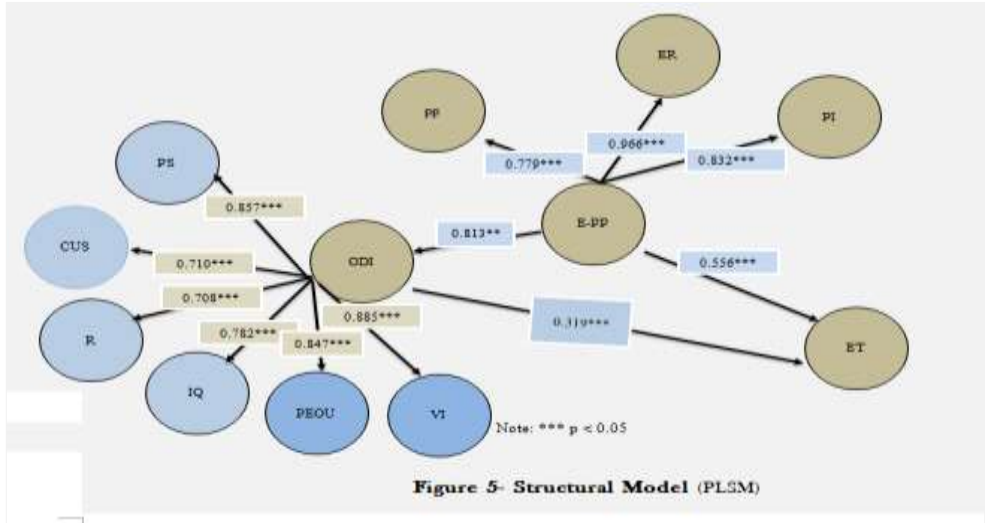 ER
PP
PI
PS
0.966***
0.779***
0.832***
0.857***
E-PP
CUS
0.813**
ODI
0.710***
0.556***
0.708***
0.885***
0.319***
R
0.782***
0.847***
ET
IQ
PEOU
VI
Note: *** p < 0.05
Figure 5- Structural Model (PLSM)